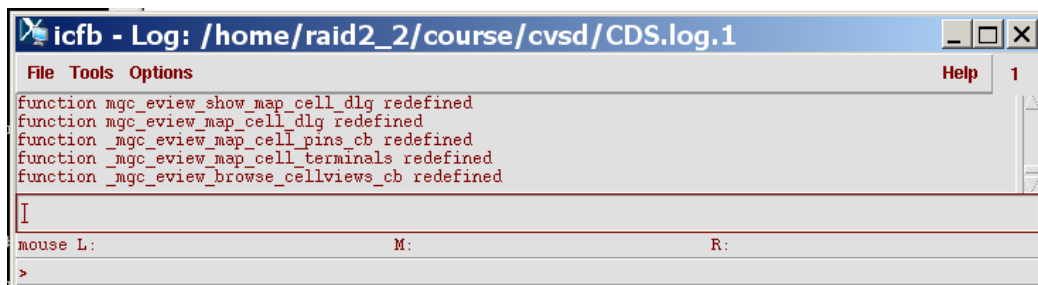 icfb - Log: /home/raid2_2/course/cvsd/CDS.log.1
File Tools Options Help 1
function mgc_eview_show_map_cell_dlg redefined
function mgc_eview_map_cell_dlg redefined
function _mgc_eview_map_cell_pins_cb redefined
function _mgc_eview_map_cell_terminals redefined
function _mgc_eview_browse_cellviews_cb redefined
mouse L: M: R:
>